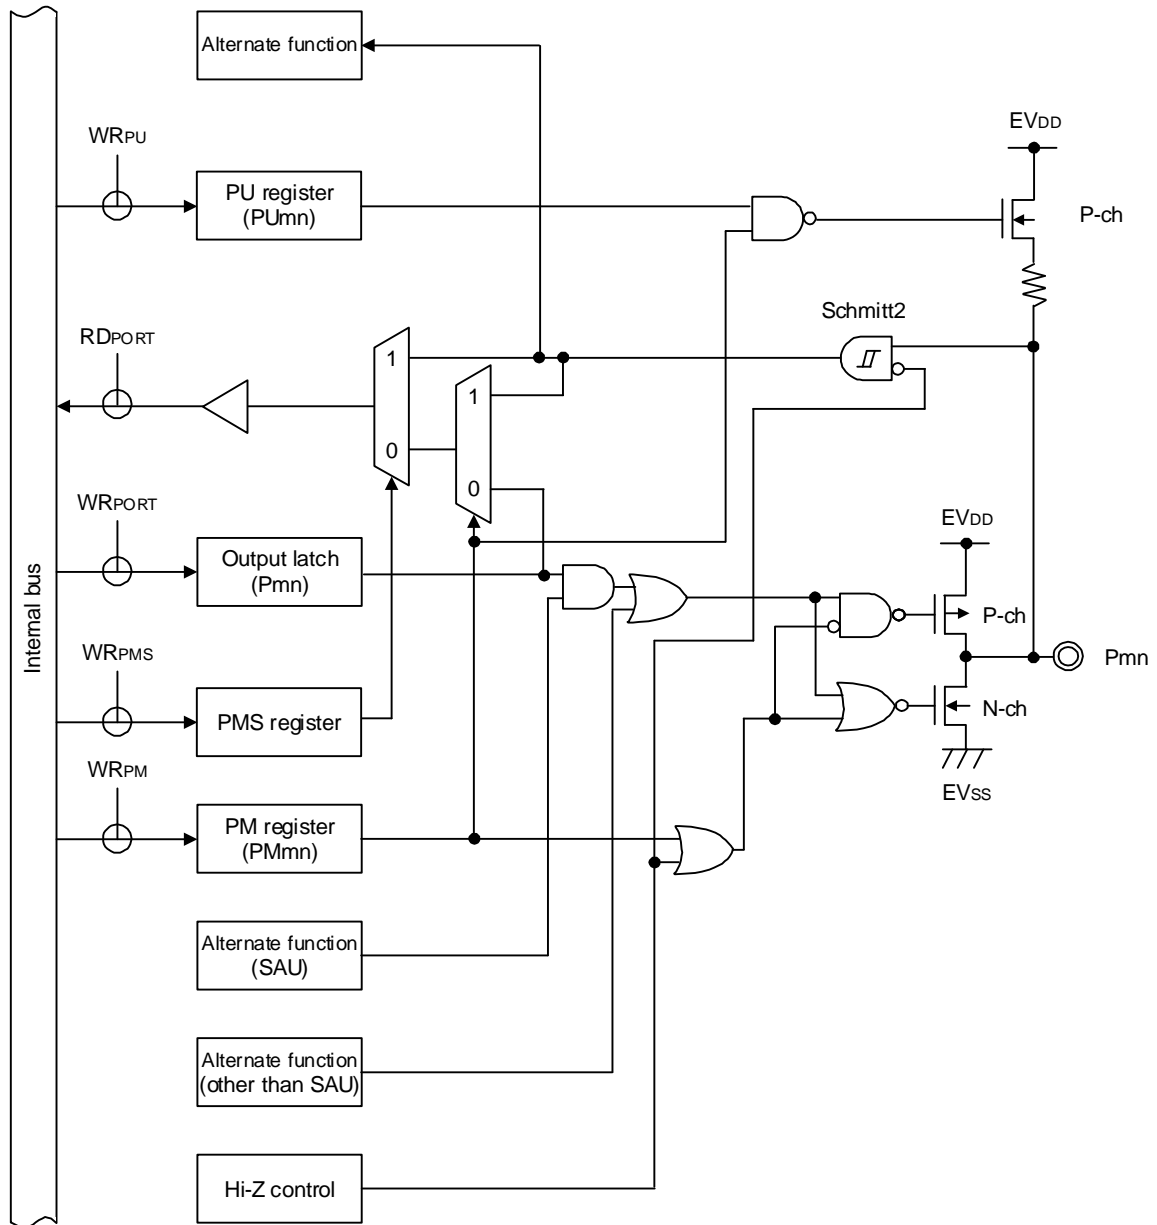 Alternate function
WRPU
EVDD
PU register
(PUmn)
P-ch
Schmitt2
RDPORT
1
1
0
0
WRPORT
EVDD
Output latch
(Pmn)
P-ch
Internal bus
WRPMS
Pmn
PMS register
N-ch
WRPM
EVSS
PM register
(PMmn)
Alternate function
(SAU)
Alternate function
(other than SAU)
Hi-Z control